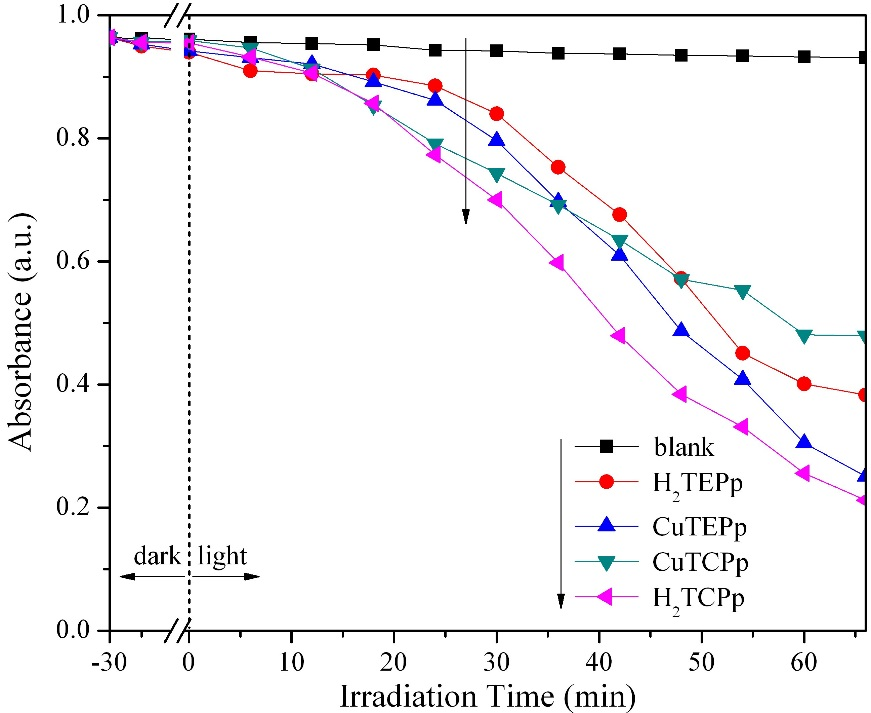 1.0
0.8
0.6
0.4
0.2
0.0
Absorbance (a.u.)
dark light
blank
H2TEPp
CuTEPp
CuTCPp
H2TCPp
-30 0 10 20 30 40 50 60
Irradiation Time (min)